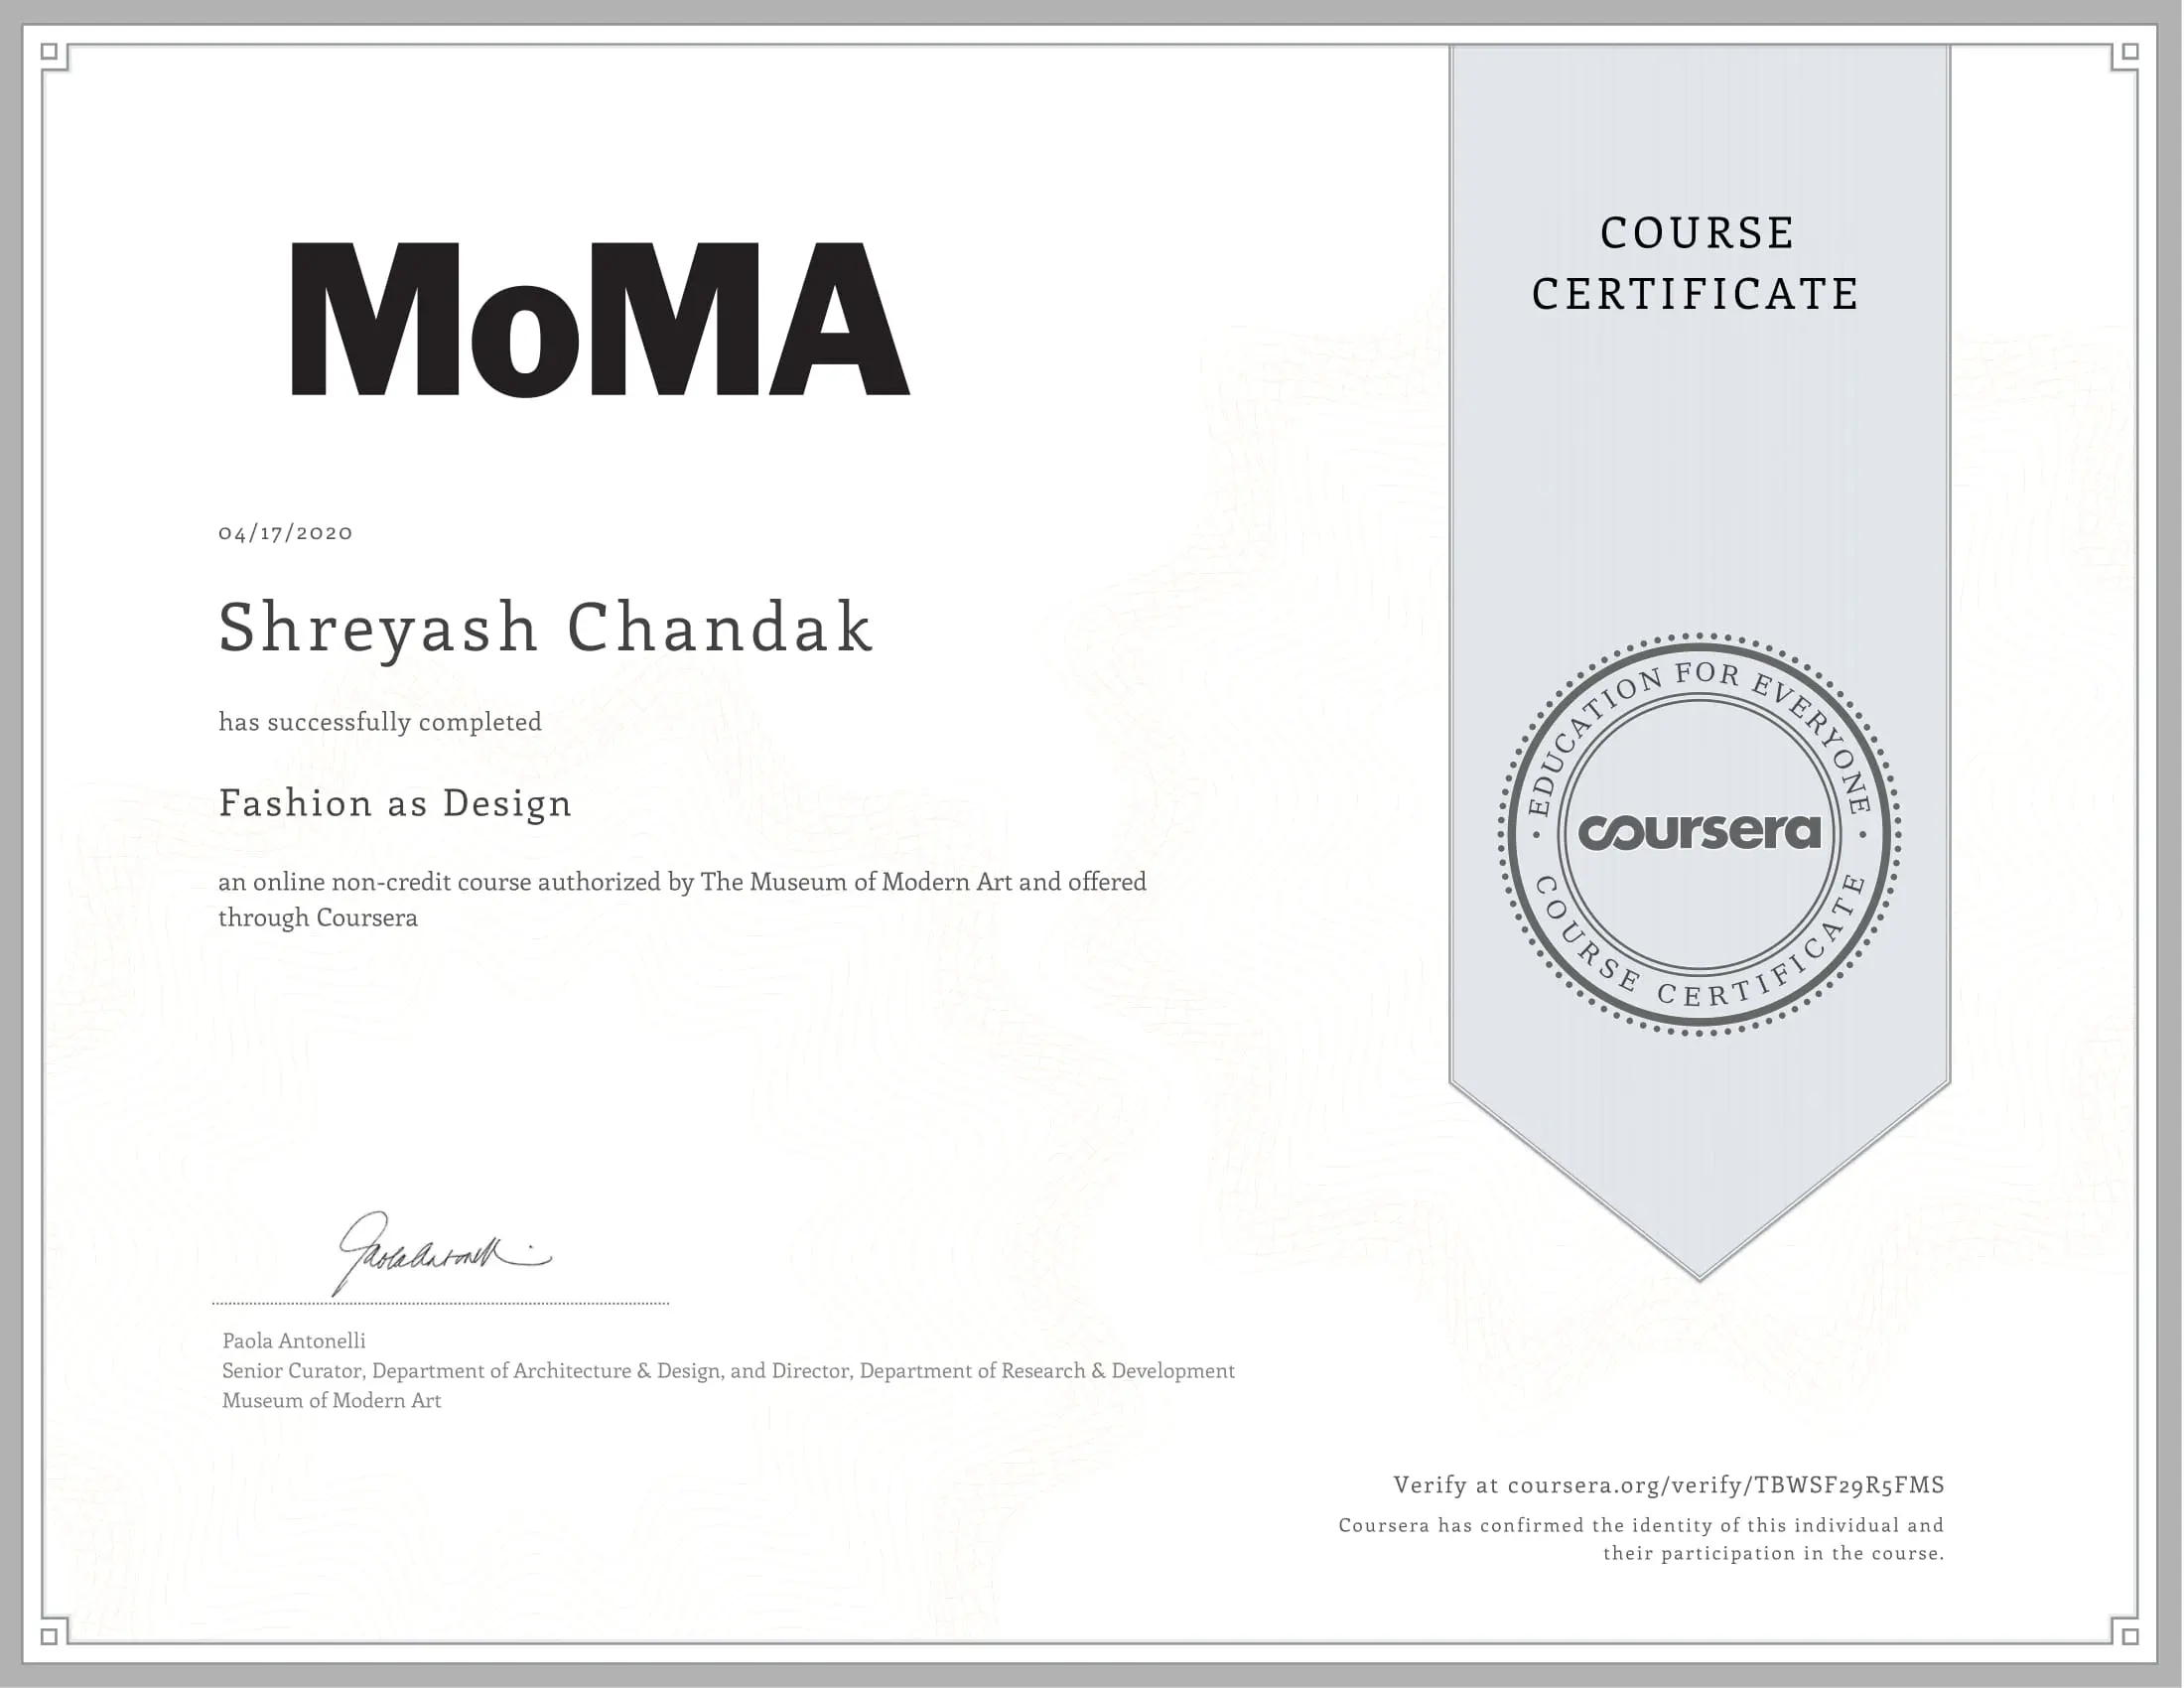 MoMA
04/17/2020
Shreyash Chandak
has successfully completed
Fashion as Design
an online non-credit course authorized by The Museum of Modern Art and offered
through Coursera
Paola Antonelli
Paola Antonelli
Senior Curator, Department of Architecture & Design, and Director, Department of Research & Development
Museum of Modern Art
COURSE
CERTIFICATE
EDUCATION FOR EVERYONE
coursera
COURSE CERTIFICATE
Verify at coursera.org/verify/TBWSF29R5FMS
Coursera has confirmed the identity of this individual and
their participation in the course.